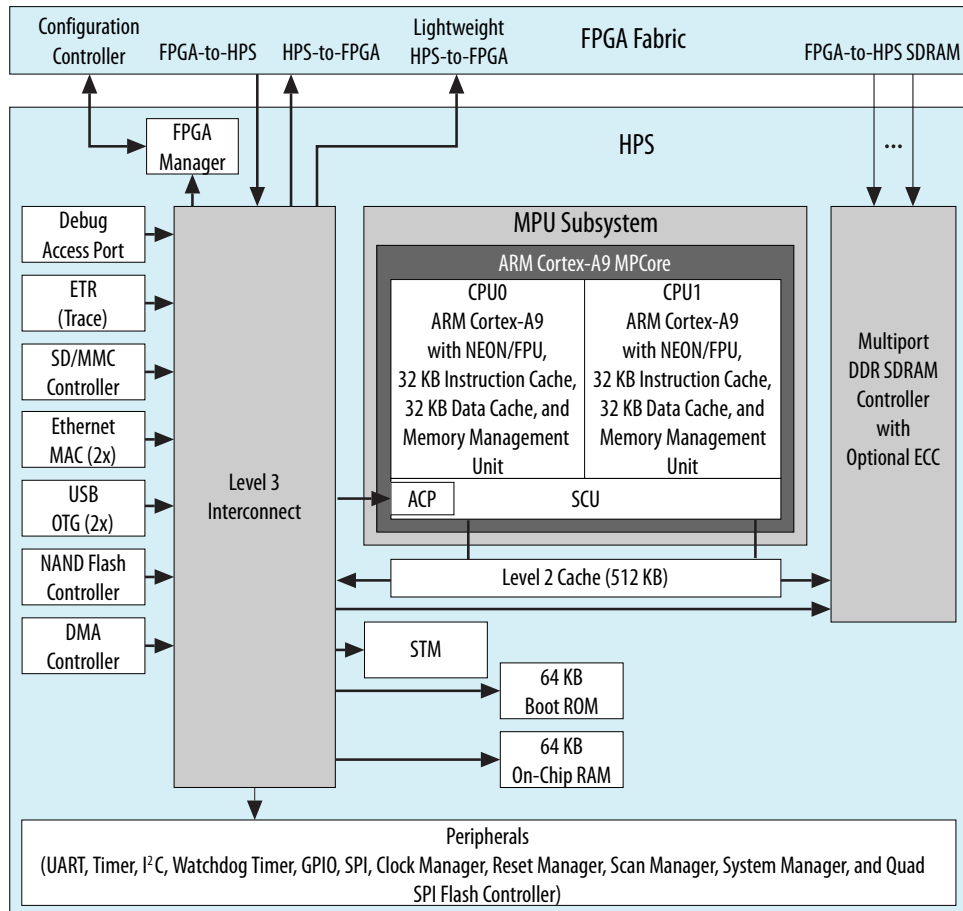 Configuration
Controller
FPGA-to-HPS
HPS-to-FPGA
Lightweight
HPS-to-FPGA
FPGA Fabric
FPGA-to-HPS SDRAM
FPGA
Manager
HPS
...
Debug
Access Port
ETR
(Trace)
SD/MMC
Controller
Ethernet
MAC (2x)
USB
OTG (2x)
NAND Flash
Controller
DMA
Controller
Level 3
Interconnect
MPU Subsystem
ARM Cortex-A9 MPCore
CPU0
ARM Cortex-A9
with NEON/FPU,
32 KB Instruction Cache,
32 KB Data Cache, and
Memory Management
Unit
CPU1
ARM Cortex-A9
with NEON/FPU,
32 KB Instruction Cache,
32 KB Data Cache, and
Memory Management
Unit
ACP
SCU
Level 2 Cache (512 KB)
Multiport
DDR SDRAM
Controller
with
Optional ECC
STM
64 KB
Boot ROM
64 KB
On-Chip RAM
Peripherals
(UART, Timer, I²C, Watchdog Timer, GPIO, SPI, Clock Manager, Reset Manager, Scan Manager, System Manager, and Quad
SPI Flash Controller)